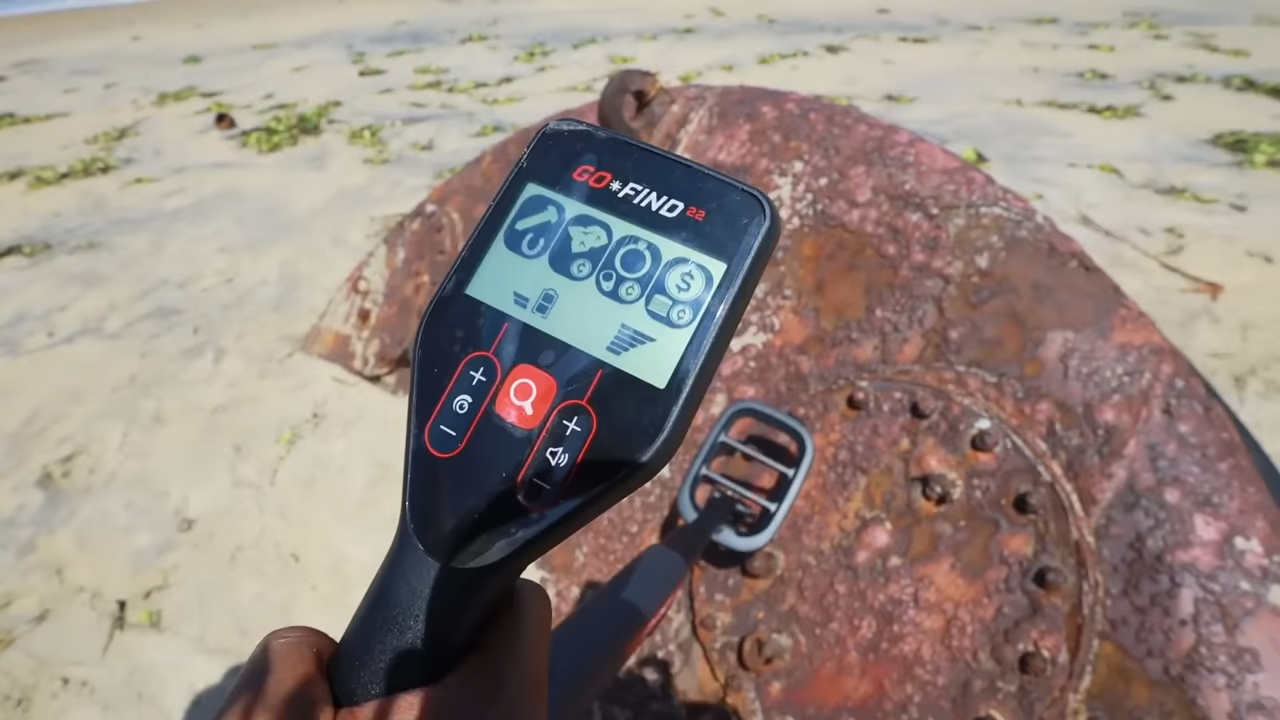 GO*FIND 22
$
¢ ¢ ¢
+ +
- -